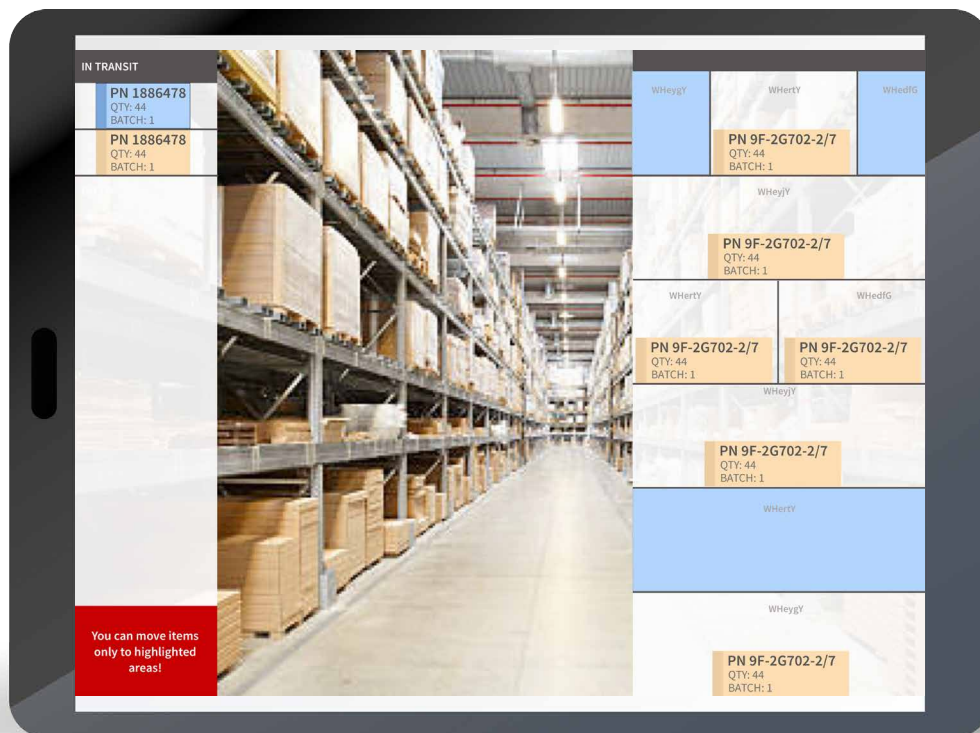 IN TRANSIT
PN 1886478
QTY: 44
BATCH: 1
PN 1886478
QTY: 44
BATCH: 1
You can move items
only to highlighted
areas!
WHeygY
WHertY
WHedfG
PN 9F-2G702-2/7
QTY: 44
BATCH: 1
WHeyjY
PN 9F-2G702-2/7
QTY: 44
BATCH: 1
WHertY
WHedfG
PN 9F-2G702-2/7
QTY: 44
BATCH: 1
PN 9F-2G702-2/7
QTY: 44
BATCH: 1
WHeyjY
PN 9F-2G702-2/7
QTY: 44
BATCH: 1
WHertY
WHeygY
PN 9F-2G702-2/7
QTY: 44
BATCH: 1